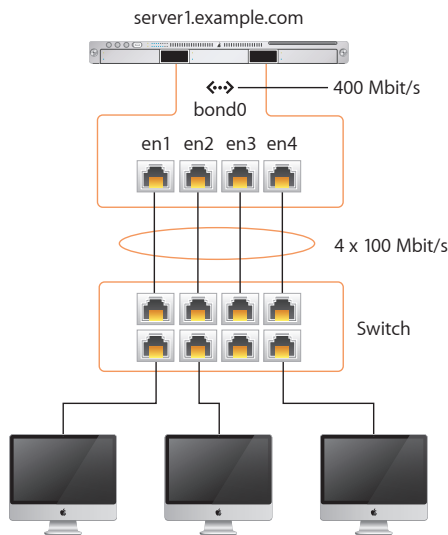 server1.example.com
400 Mbit/s
bond0
en1 en2 en3 en4
4 x 100 Mbit/s
Switch